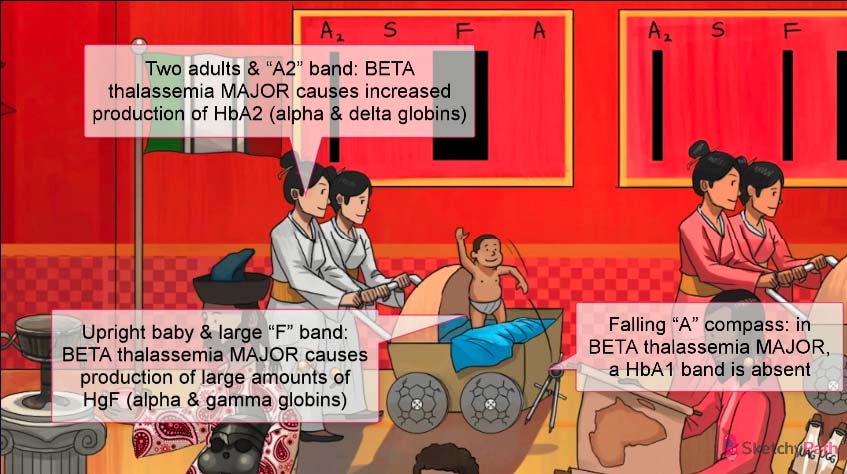 A2 S F A
A2 S F
Two adults & “A2” band: BETA
thalassemia MAJOR causes increased
production of HbA2 (alpha & delta globins)
Upright baby & large “F” band:
BETA thalassemia MAJOR causes
production of large amounts of
HgF (alpha & gamma globins)
Falling “A” compass: in
BETA thalassemia MAJOR,
a HbA1 band is absent
SketchyPath